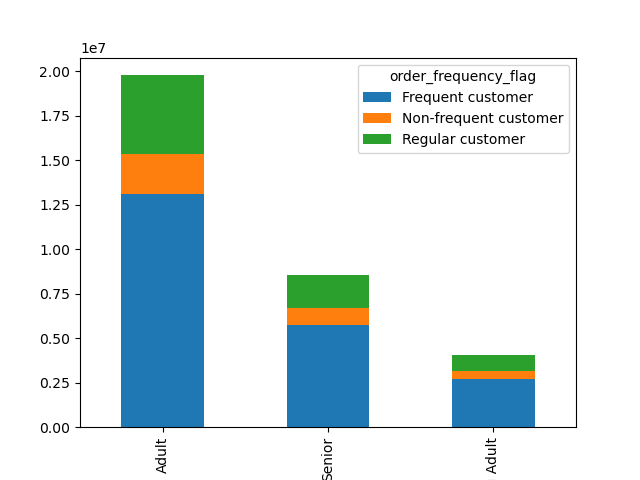 1e7
order_frequency_flag
Frequent customer
Non-frequent customer
Regular customer
2.00
1.75
1.50
1.25
1.00
0.75
0.50
0.25
0.00
Adult
Senior
Adult